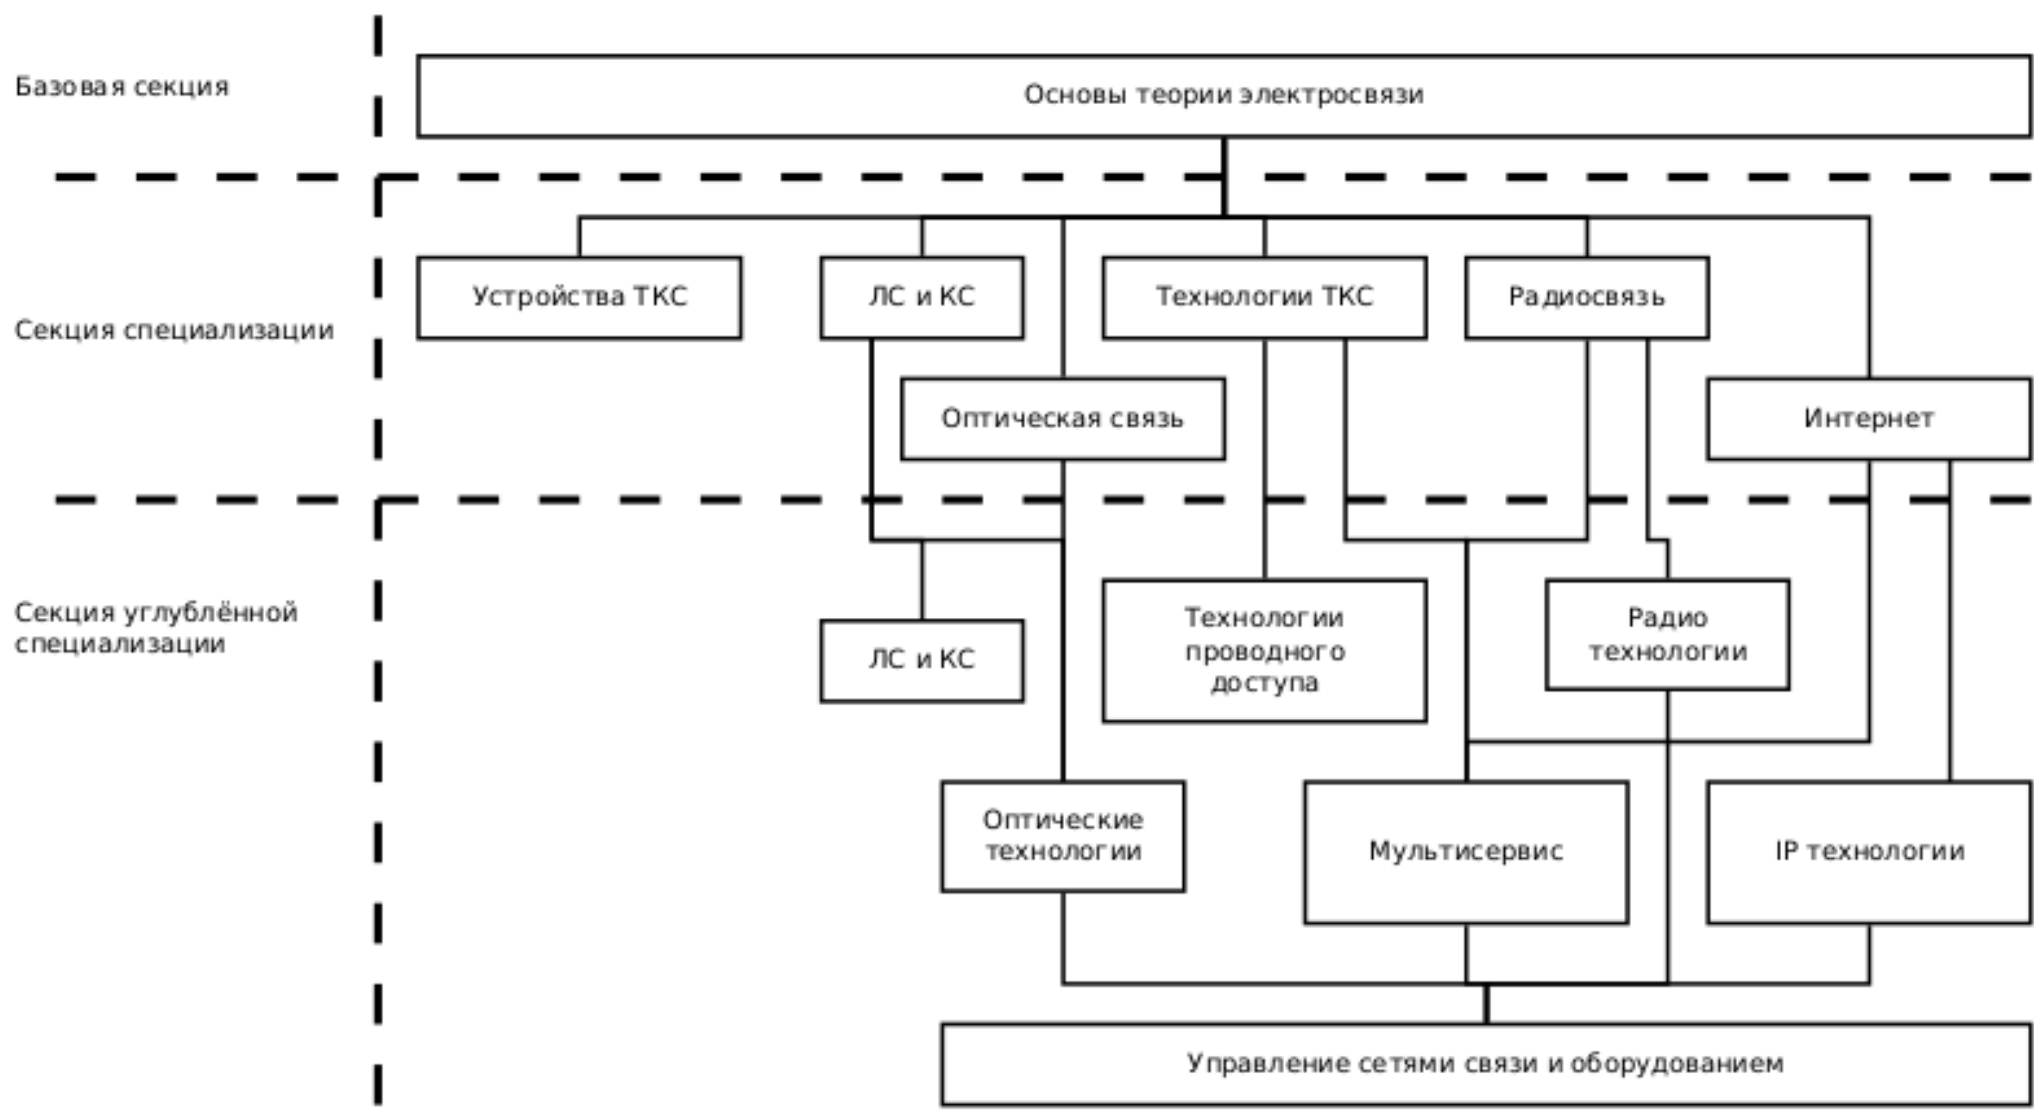 Базовая секция
Основы теории электросвязи
Устройства ТКС
ЛС и КС
Технологии ТКС
Радиосвязь
Секция специализации
Оптическая связь
Интернет
Секция углублённой
специализации
ЛС и КС
Технологии
проводного
доступа
Радио
технологии
Оптические
технологии
Мультисервис
IP технологии
Управление сетями связи и оборудованием